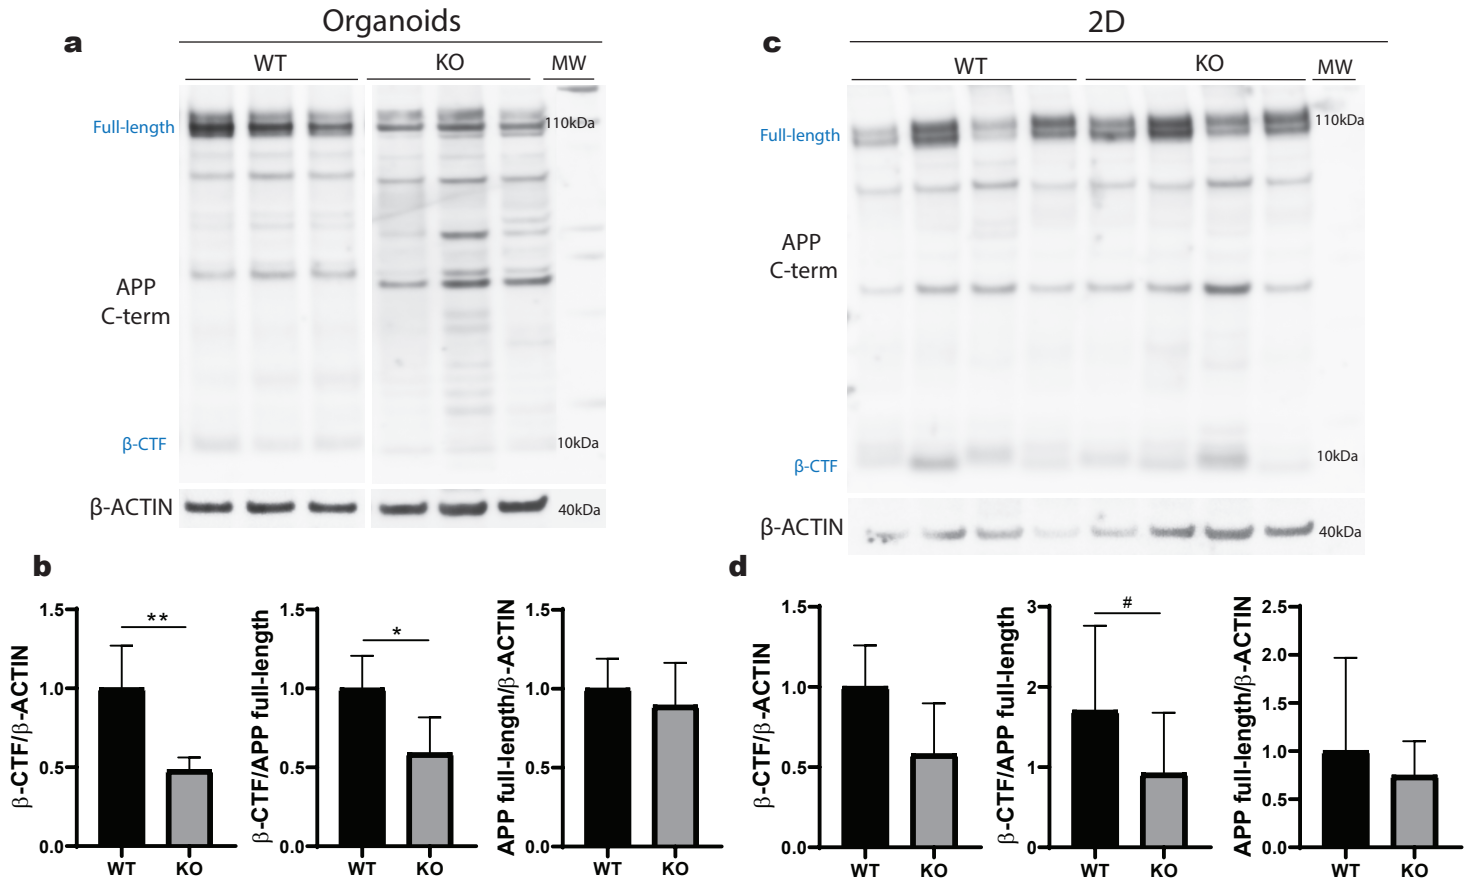 Organoids
a
WT
KO
MW
Full-length
110kDa
APP
C-term
β-CTF
10kDa
β-ACTIN
40kDa
2D
c
WT
KO
MW
Full-length
110kDa
APP
C-term
β-CTF
10kDa
β-ACTIN
40kDa
b
β-CTF/β-ACTIN
1.5
1.0
0.5
0.0
**
WT
KO
β-CTF/APP full-length
1.5
1.0
0.5
0.0
*
WT
KO
APP full-length/β-ACTIN
1.5
1.0
0.5
0.0
WT
KO
d
β-CTF/β-ACTIN
1.5
1.0
0.5
0.0
WT
KO
β-CTF/APP full-length
3
2
1
0
#
WT
KO
APP full-length/β-ACTIN
2.5
2.0
1.5
1.0
0.5
0.0
WT
KO